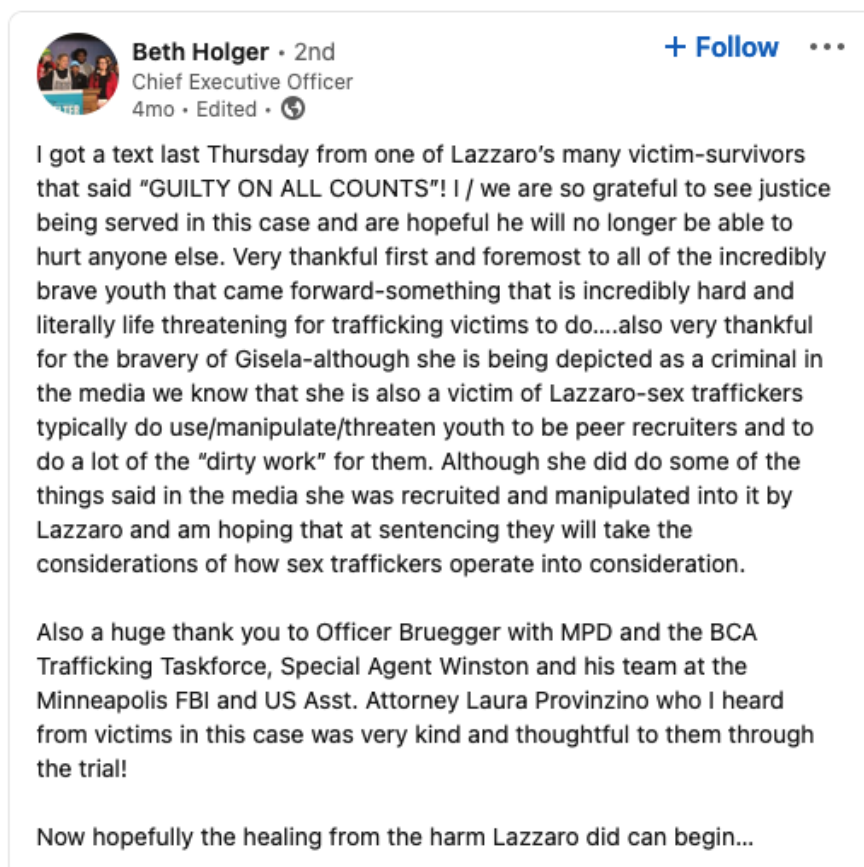 Beth Holger • 2nd
+ Follow
Chief Executive Officer
4mo • Edited •
I got a text last Thursday from one of Lazzaro's many victim-survivors
that said “GUILTY ON ALL COUNTS”! I / we are so grateful to see justice
being served in this case and are hopeful he will no longer be able to
hurt anyone else. Very thankful first and foremost to all of the incredibly
brave youth that came forward-something that is incredibly hard and
literally life threatening for trafficking victims to do....also very thankful
for the bravery of Gisela-although she is being depicted as a criminal in
the media we know that she is also a victim of Lazzaro-sex traffickers
typically do use/manipulate/threaten youth to be peer recruiters and to
do a lot of the “dirty work” for them. Although she did do some of the
things said in the media she was recruited and manipulated into it by
Lazzaro and am hoping that at sentencing they will take the
considerations of how sex traffickers operate into consideration.
Also a huge thank you to Officer Bruegger with MPD and the BCA
Trafficking Taskforce, Special Agent Winston and his team at the
Minneapolis FBI and US Asst. Attorney Laura Provinzino who I heard
from victims in this case was very kind and thoughtful to them through
the trial!
Now hopefully the healing from the harm Lazzaro did can begin...